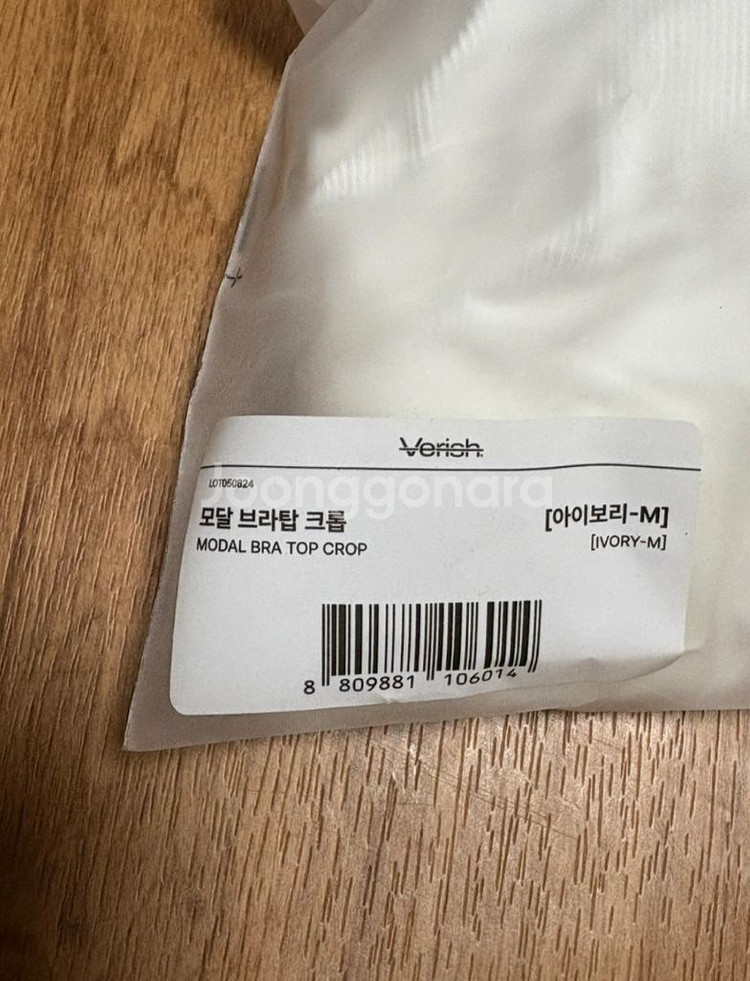 Verish
LOT050824
Joonggonara
모달 브라탑 크롭
[아이보리-M]
MODAL BRA TOP CROP
[IVORY-M]
8 809881 106014